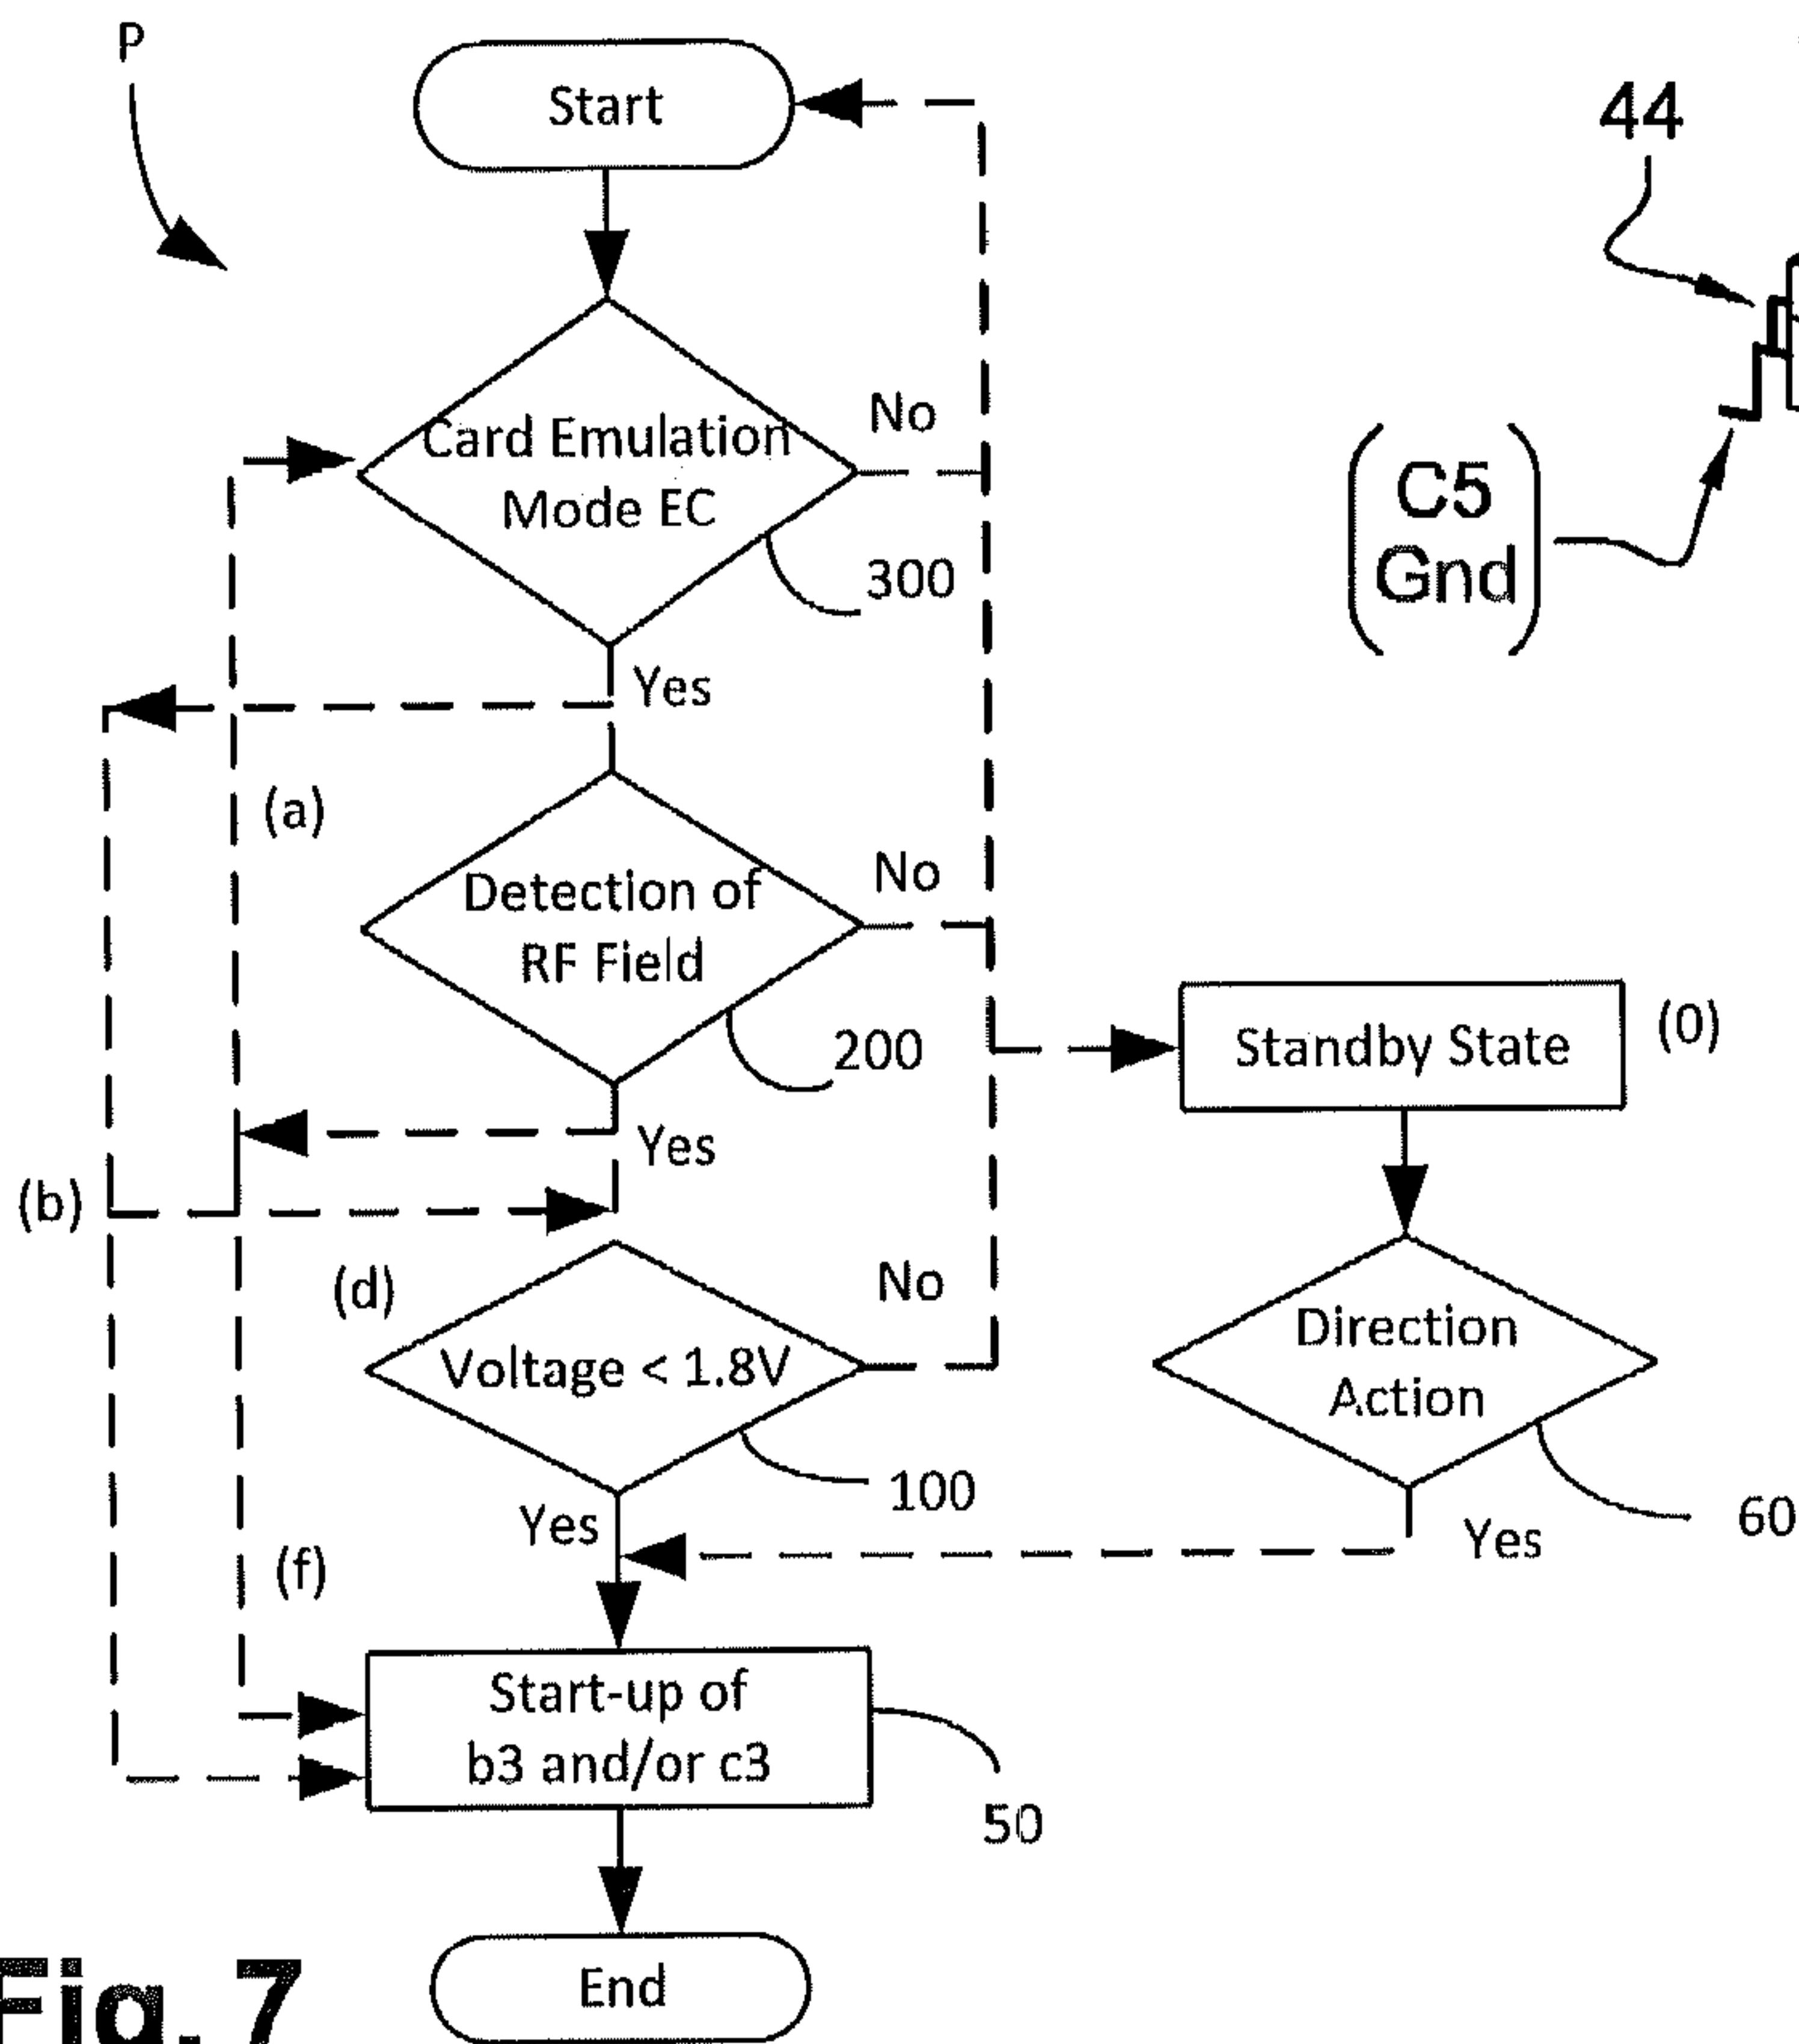 P
Start
44
Card Emulation
Mode EC
No
300
C5
Gnd
Yes
(a)
Detection of
RF Field
No
200
Standby State
(0)
Yes
(b)
(d)
Voltage < 1.8V
No
100
Direction
Action
60
Yes
Yes
(f)
Start-up of
b3 and/or c3
50
End
Fig. 7